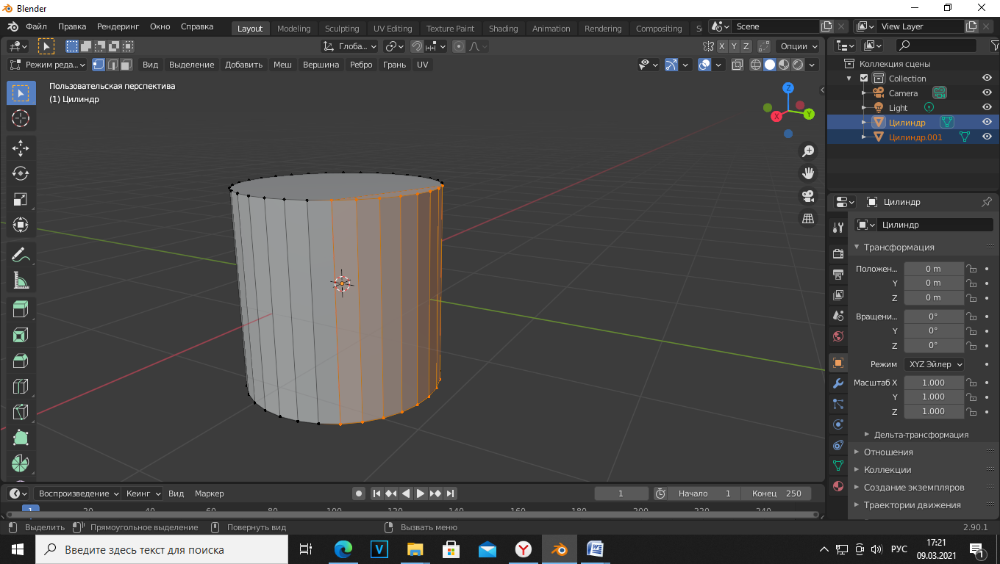 Blender
Файл Правка Рендеринг Окно Справка Layout Modeling Sculpting UV Editing Texture Paint Shading Animation Rendering Compositing Scene View Layer
Глоба... X Y Z Опции
Режим реда... Вид Выделение Добавить Меш Вершина Ребро Грань UV
Пользовательская перспектива
(1) Цилиндр
Z
Y
X
Коллекция сцены
Collection
Camera
Light
Цилиндр
Цилиндр.001
Цилиндр
Цилиндр
Трансформация
Положен... 0 m
Y 0 m
Z 0 m
Вращени... 0°
Y 0°
Z 0°
Режим XYZ Эйлер
Масштаб X 1.000
Y 1.000
Z 1.000
Дельта-трансформация
Отношения
Коллекции
Создание экземпляров
Траектории движения
Воспроизведение Кеинг Вид Маркер 1 Начало 1 Конец 250
1 20 40 60 80 100 120 140 160 180 200 220 240
Выделить Прямоугольное выделение Повернуть вид Вызвать меню 2.90.1
Введите здесь текст для поиска
РУС
17:21
09.03.2021
1